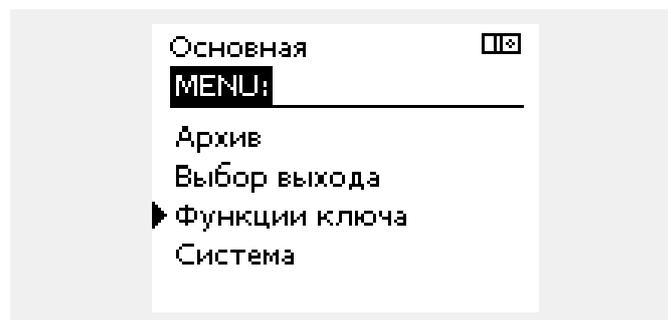 Основная
MENU:
Архив
Выбор выхода
Функции ключа
Система